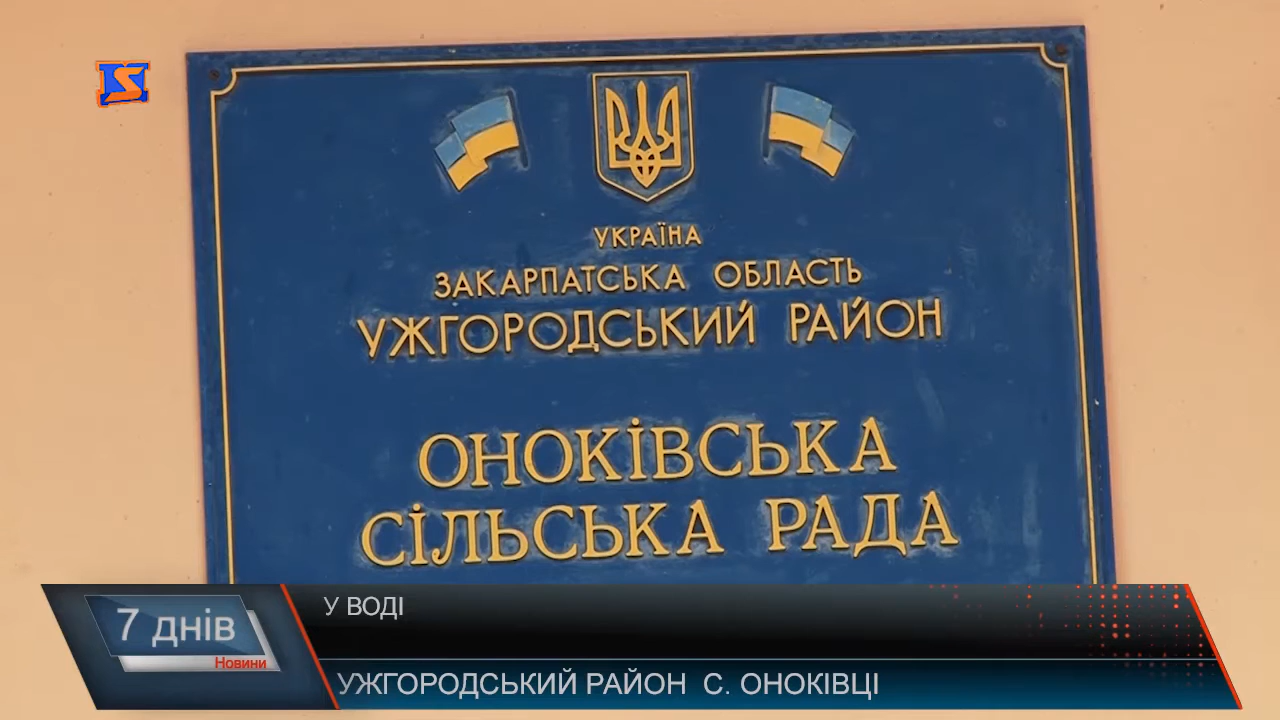 УКРАЇНА
ЗАКАРПАТСЬКА ОБЛАСТЬ
УЖГОРОДСЬКИЙ РАЙОН
ОНОКІВСЬКА
СІЛЬСЬКА РАДА
7 днів
Новини
У ВОДІ
УЖГОРОДСЬКИЙ РАЙОН С. ОНОКІВЦІ